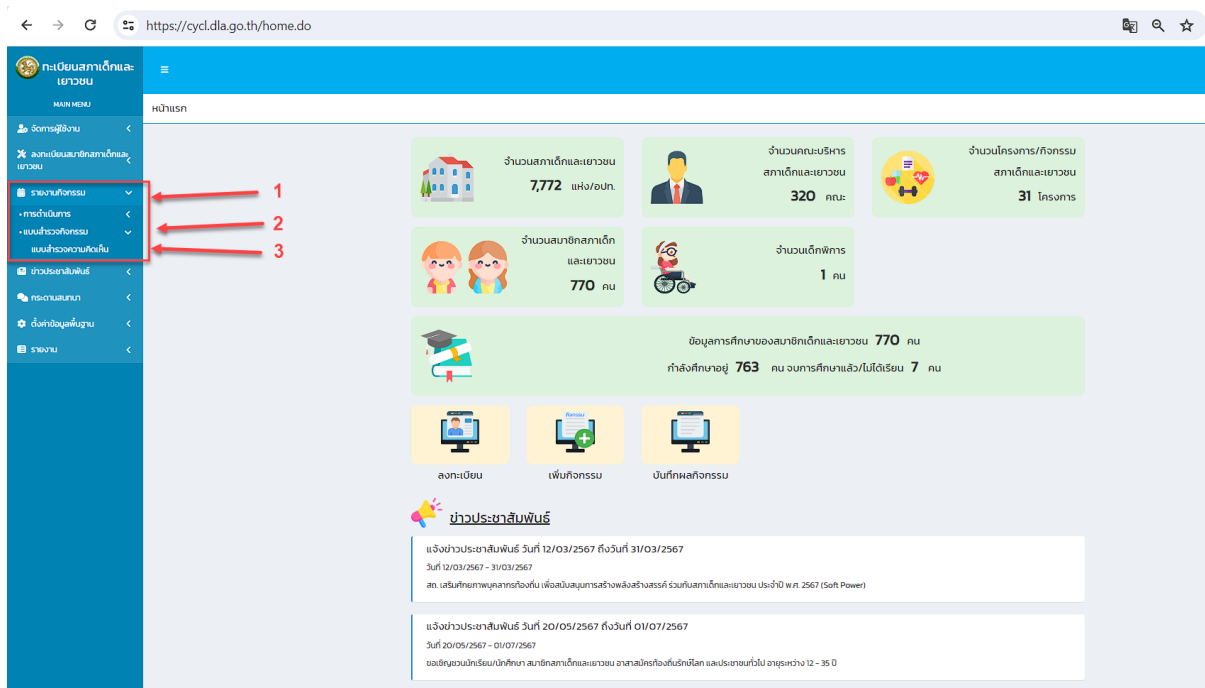 https://cycl.dla.go.th/home.do
ทะเบียนสภาเด็กและ
เยาวชน
MAIN MENU
หน้าแรก
จัดการผู้ใช้งาน
ลงทะเบียนสมาชิกสภาเด็กและ
เยาวชน
รายงานกิจกรรม
1
•การดำเนินการ
•แบบสำรวจกิจกรรม
2
แบบสำรวจความคิดเห็น
3
ข่าวประชาสัมพันธ์
กระดานสนทนา
ตั้งค่าข้อมูลพื้นฐาน
รายงาน
จำนวนสภาเด็กและเยาวชน
7,772 แห่ง/อปท.
จำนวนคณะบริหาร
สภาเด็กและเยาวชน
320 คณะ
จำนวนโครงการ/กิจกรรม
สภาเด็กและเยาวชน
31 โครงการ
จำนวนสมาชิกสภาเด็ก
และเยาวชน
770 คน
จำนวนเด็กพิการ
1 คน
ข้อมูลการศึกษาของสมาชิกเด็กและเยาวชน 770 คน
กำลังศึกษาอยู่ 763 คน จบการศึกษาแล้ว/ไม่ได้เรียน 7 คน
กิจกรรม
ลงทะเบียน
เพิ่มกิจกรรม
บันทึกผลกิจกรรม
ข่าวประชาสัมพันธ์
แจ้งข่าวประชาสัมพันธ์ วันที่ 12/03/2567 ถึงวันที่ 31/03/2567
วันที่ 12/03/2567 - 31/03/2567
สถ. เสริมศักยภาพบุคลากรท้องถิ่น เพื่อสนับสนุนการสร้างพลังสร้างสรรค์ ร่วมกับสภาเด็กและเยาวชน ประจำปี พ.ศ. 2567 (Soft Power)
แจ้งข่าวประชาสัมพันธ์ วันที่ 20/05/2567 ถึงวันที่ 01/07/2567
วันที่ 20/05/2567 - 01/07/2567
ขอเชิญชวนนักเรียน/นักศึกษา สมาชิกสภาเด็กและเยาวชน อาสาสมัครท้องถิ่นรักษ์โลก และประชาชนทั่วไป อายุระหว่าง 12 - 35 ปี